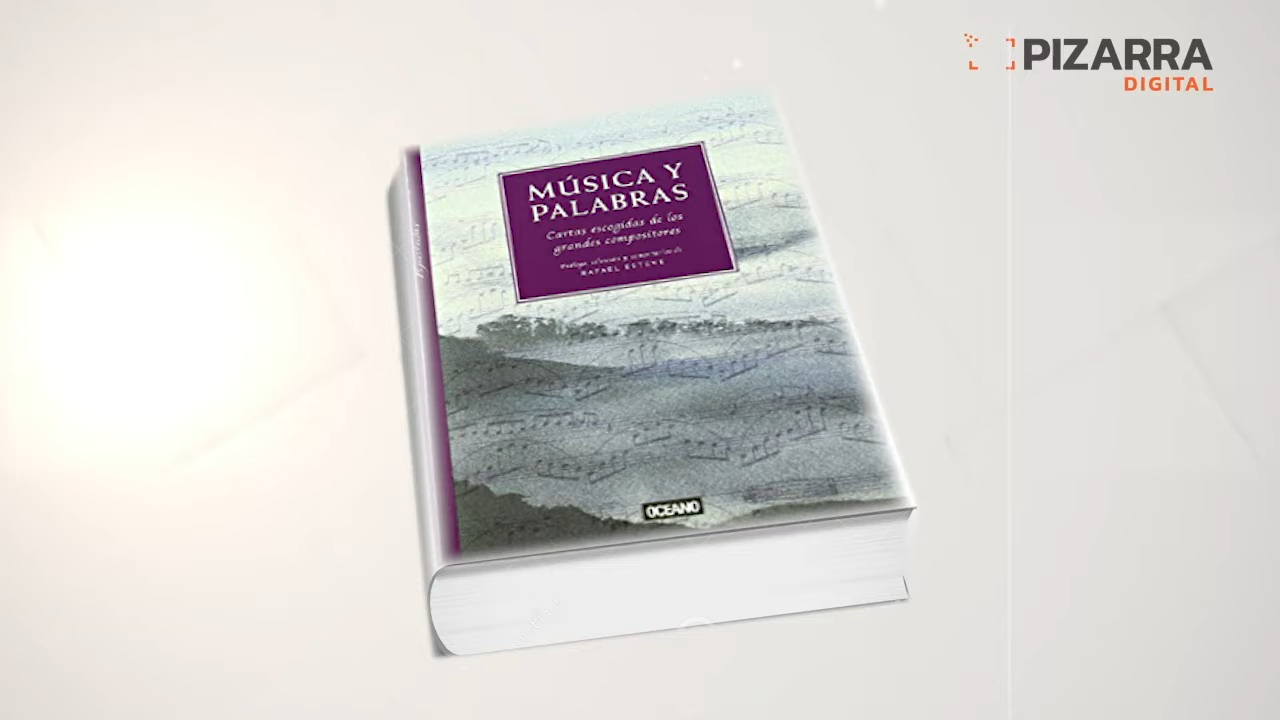 PIZARRA
DIGITAL
MÚSICA Y
PALABRAS
Cartas escogidas de los
grandes compositores
RAFAEL ESTEVE
OCEANO